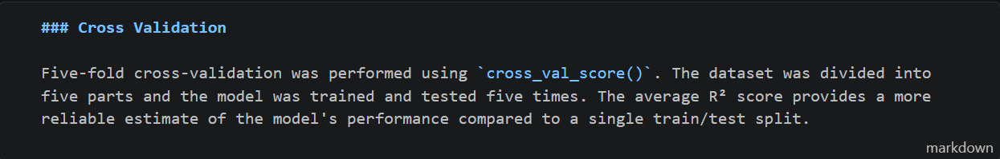 ### Cross Validation
Five-fold cross-validation was performed using `cross_val_score()`. The dataset was divided into
five parts and the model was trained and tested five times. The average R² score provides a more
reliable estimate of the model's performance compared to a single train/test split.
markdown